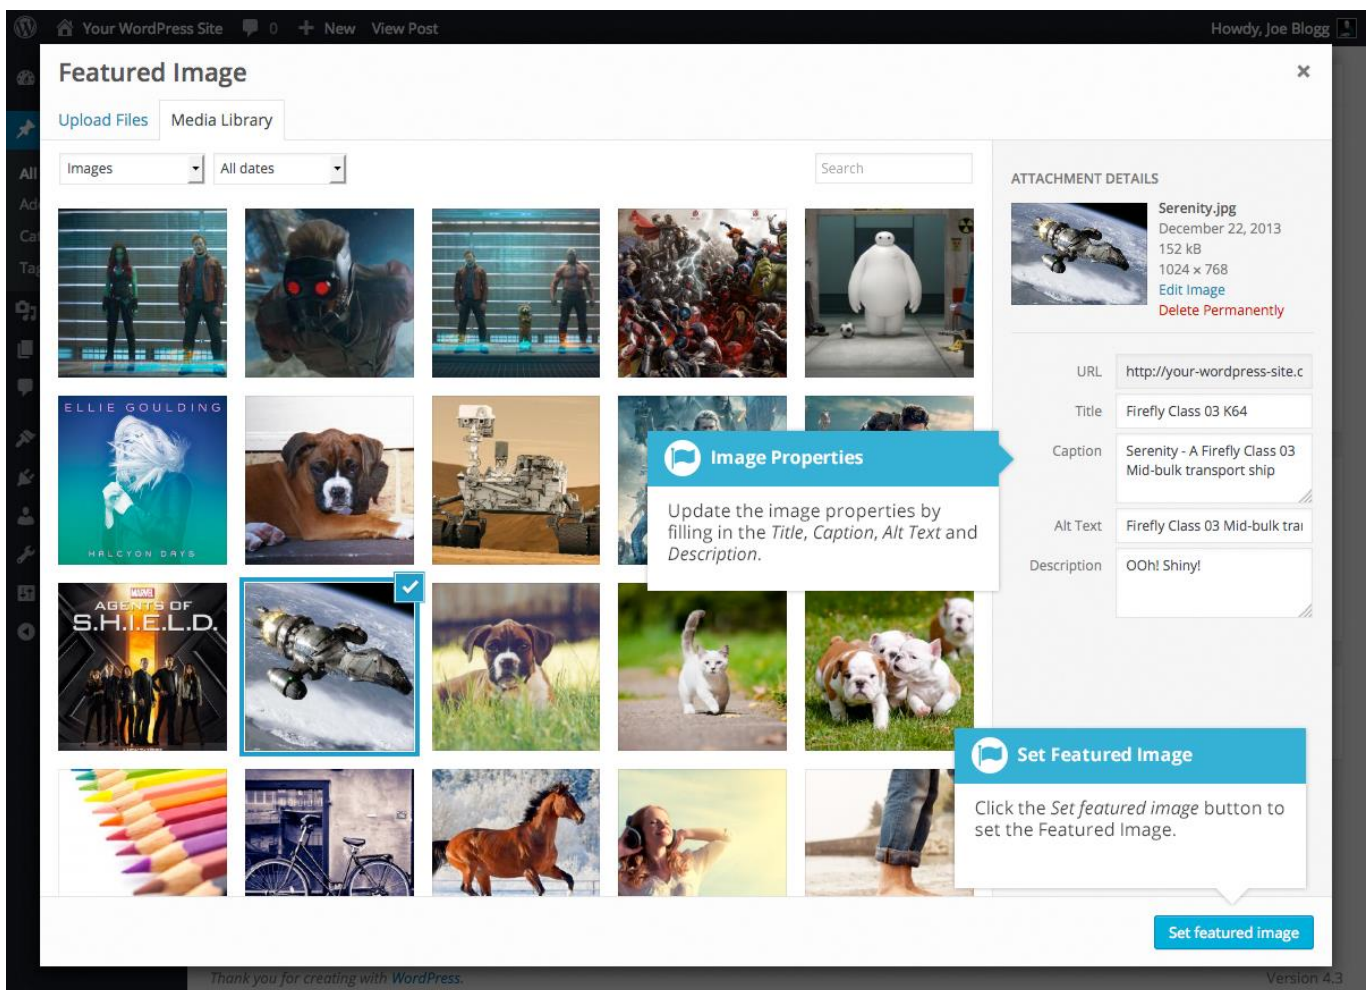 Your WordPress Site 0 + New View Post
Howdy, Joe Blogg
Featured Image
Upload Files
Media Library
All
Ad
Cat
Tag
Images
All dates
Search
ELLIE GOULDING
HALCYON DAYS
MARVEL
AGENTS OF
S.H.I.E.L.D.
Image Properties
Update the image properties by
filling in the Title, Caption, Alt Text and
Description.
ATTACHMENT DETAILS
Serenity.jpg
December 22, 2013
152 kB
1024 × 768
Edit Image
Delete Permanently
URL http://your-wordpress-site.c
Title Firefly Class 03 K64
Caption Serenity - A Firefly Class 03
Mid-bulk transport ship
Alt Text Firefly Class 03 Mid-bulk tra
Description OOh! Shiny!
Set Featured Image
Click the Set featured image button to
set the Featured Image.
Set featured image
Thank you for creating with WordPress.
Version 4.3